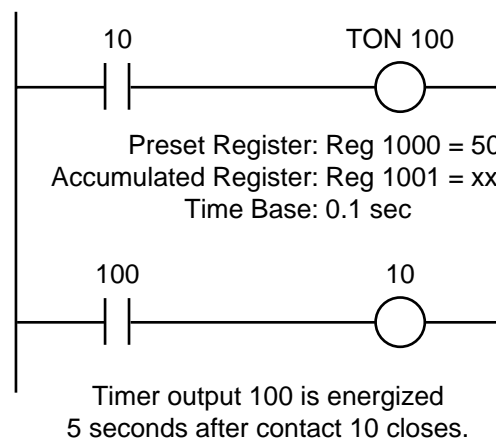 10 TON 100
Preset Register: Reg 1000 = 50
Accumulated Register: Reg 1001 = xx
Time Base: 0.1 sec
100 10
Timer output 100 is energized
5 seconds after contact 10 closes.